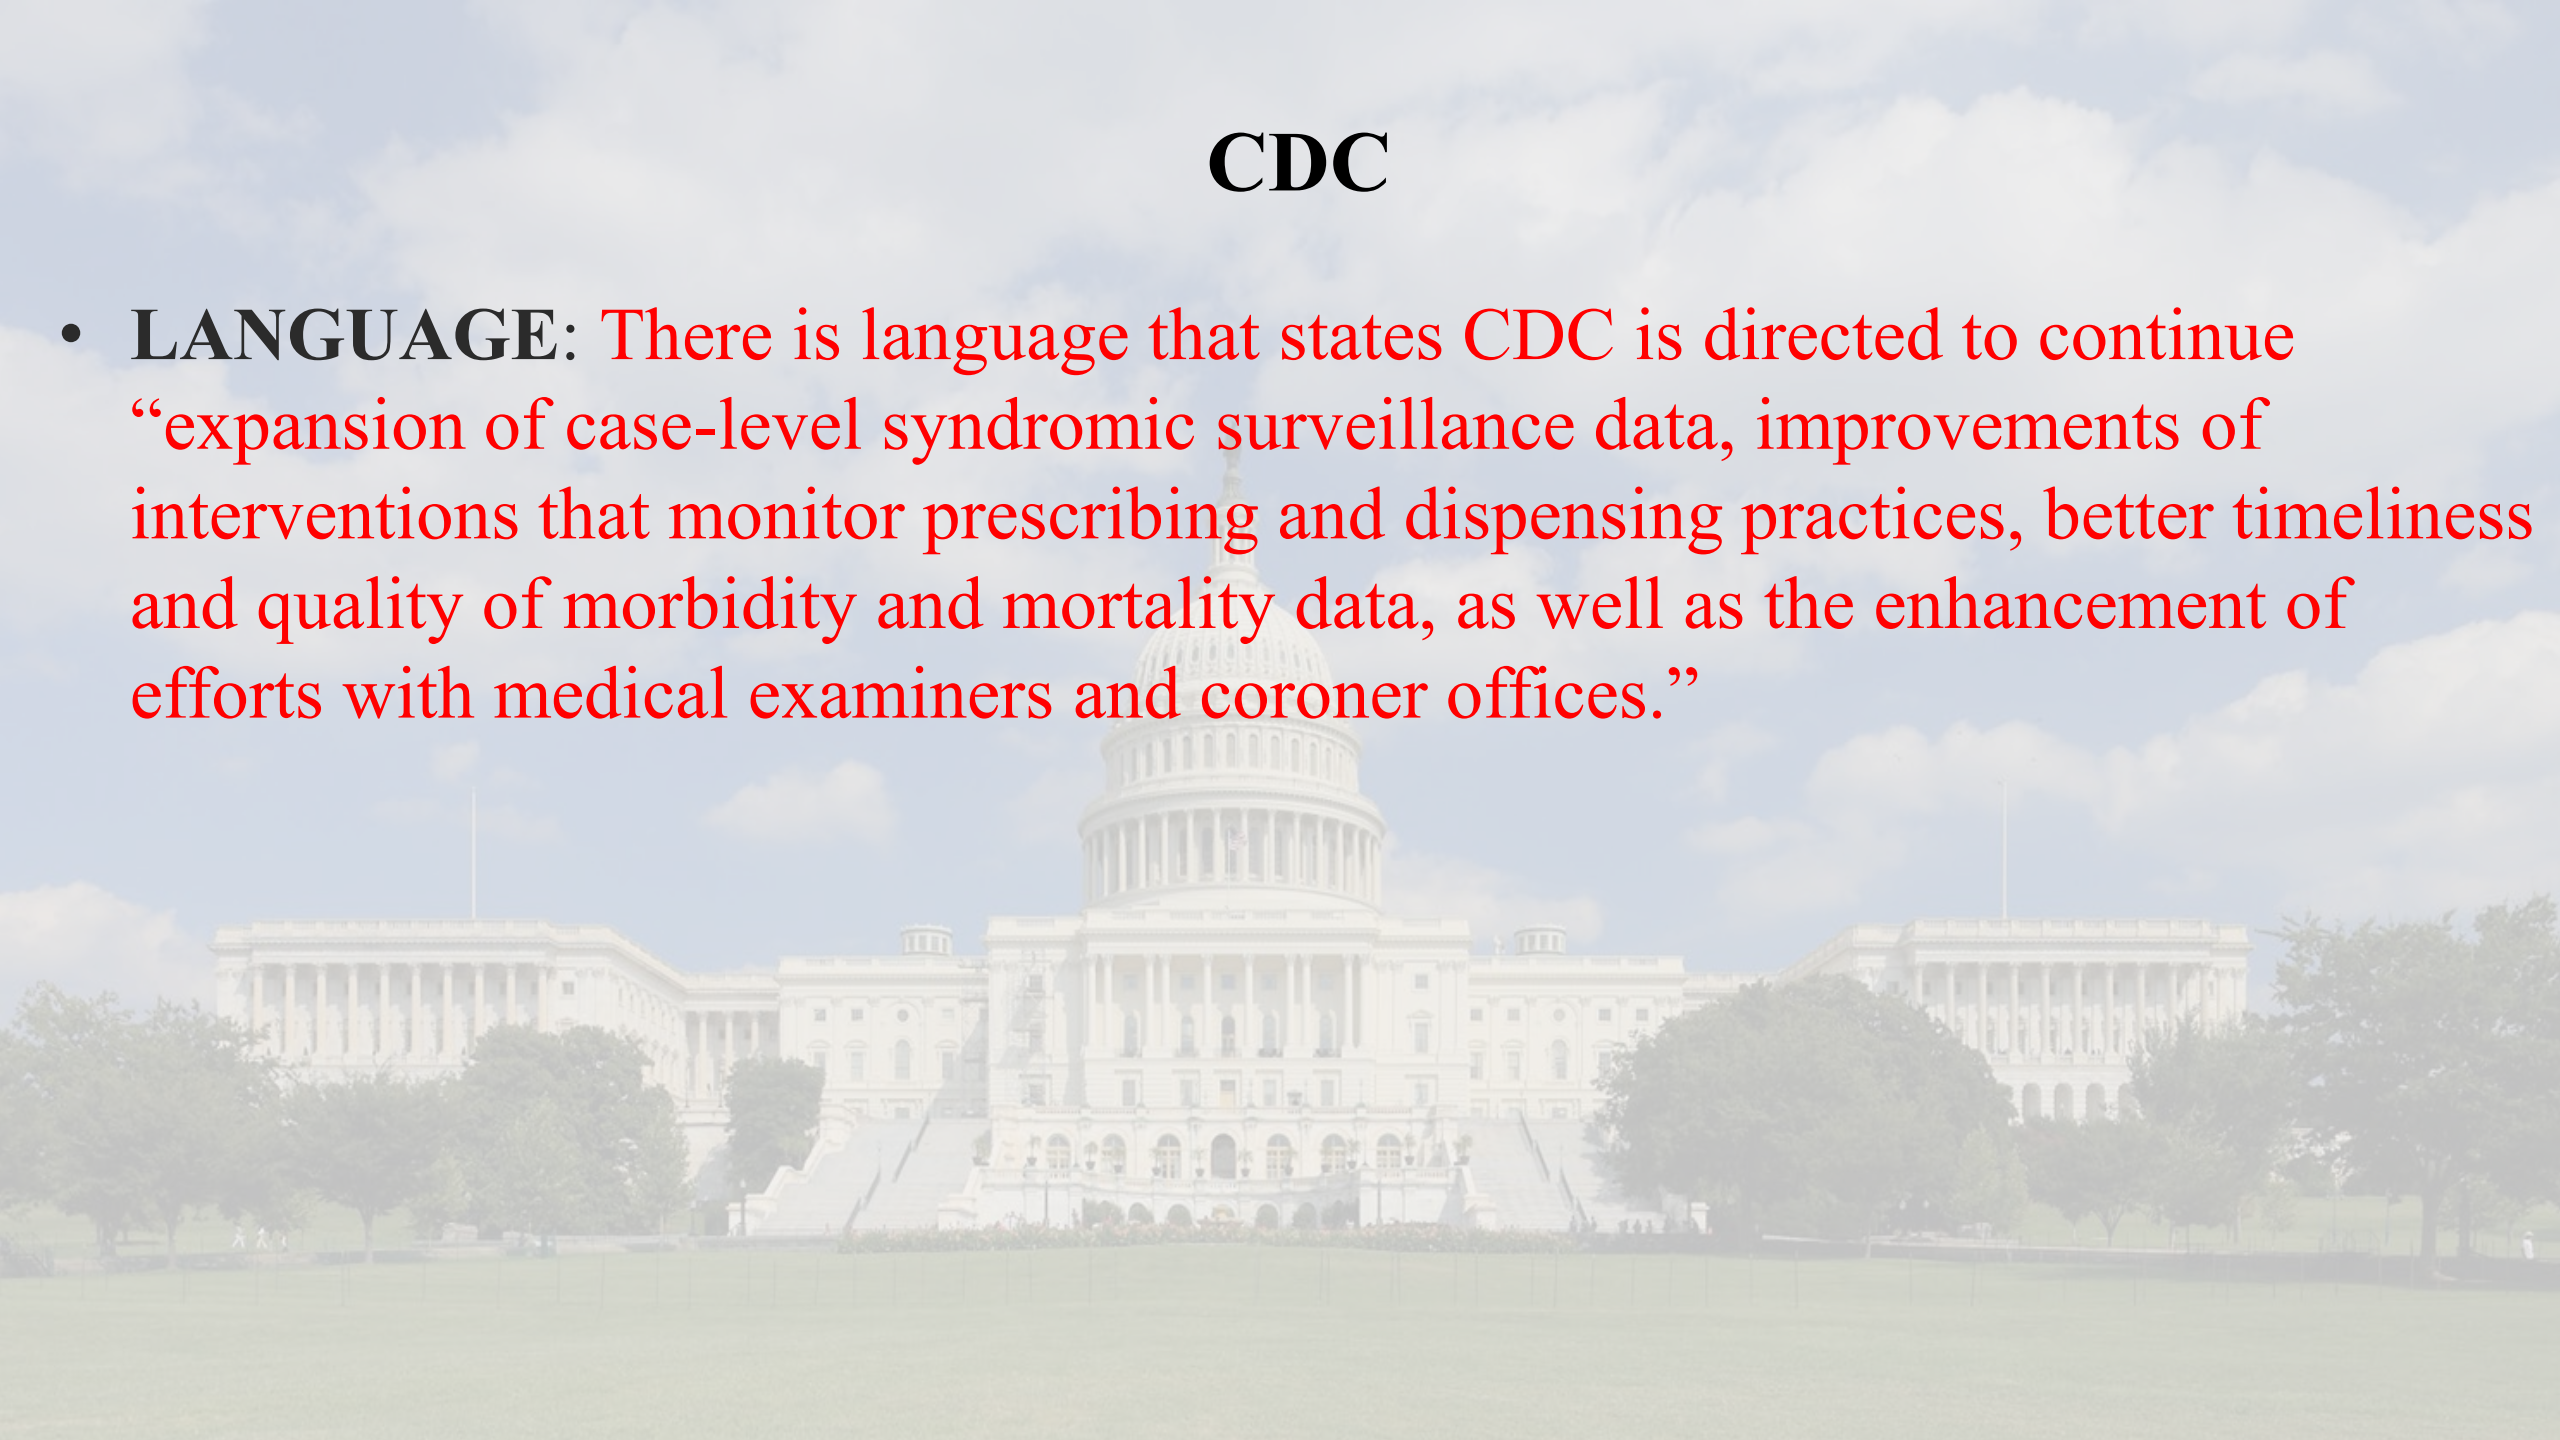 CDC
• LANGUAGE: There is language that states CDC is directed to continue
“expansion of case-level syndromic surveillance data, improvements of
interventions that monitor prescribing and dispensing practices, better timeliness
and quality of morbidity and mortality data, as well as the enhancement of
efforts with medical examiners and coroner offices.”